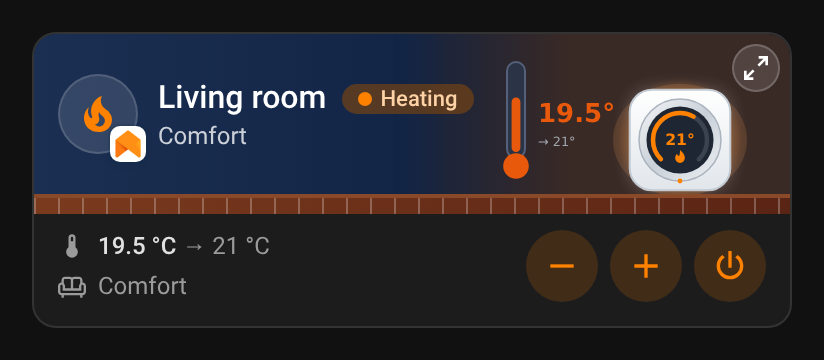 Living room
Heating
Comfort
19.5°
→ 21°
21°
19.5 °C → 21 °C
Comfort